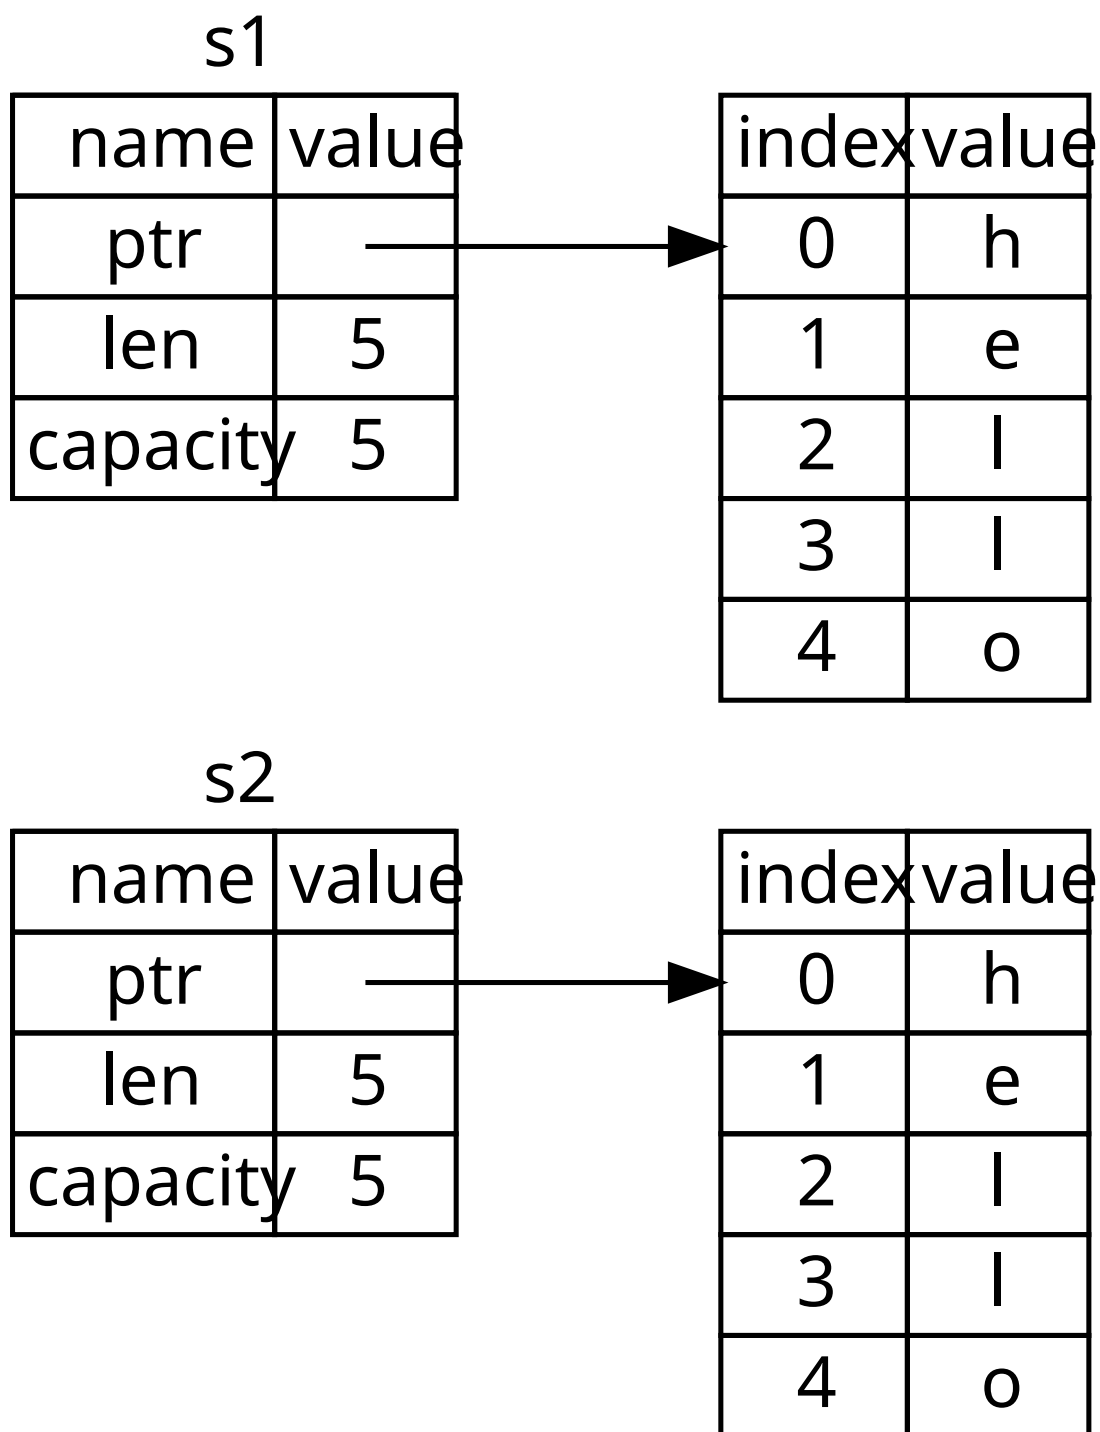 s1
name value
ptr
len 5
capacity 5
index value
0 h
1 e
2 l
3 l
4 o
s2
name value
ptr
len 5
capacity 5
index value
0 h
1 e
2 l
3 l
4 o